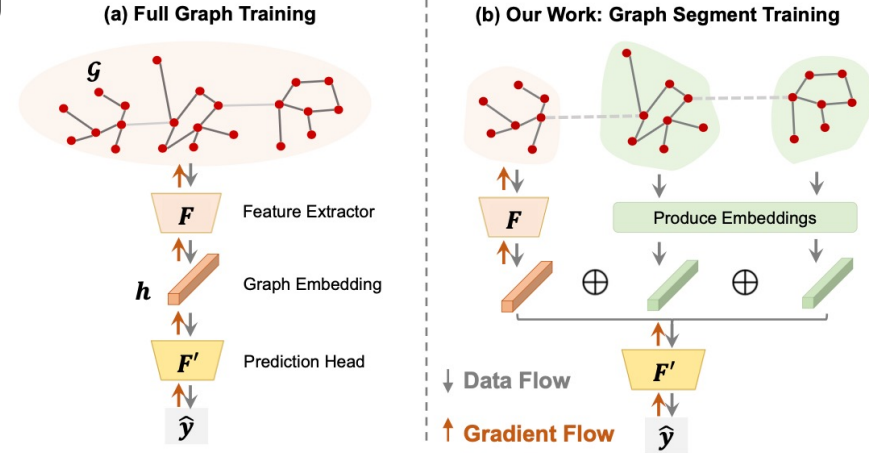 (a) Full Graph Training
𝒢
F
Feature Extractor
h
Graph Embedding
F′
Prediction Head
ŷ
(b) Our Work: Graph Segment Training
F
Produce Embeddings
⊕
⊕
F′
ŷ
↓ Data Flow
↑ Gradient Flow